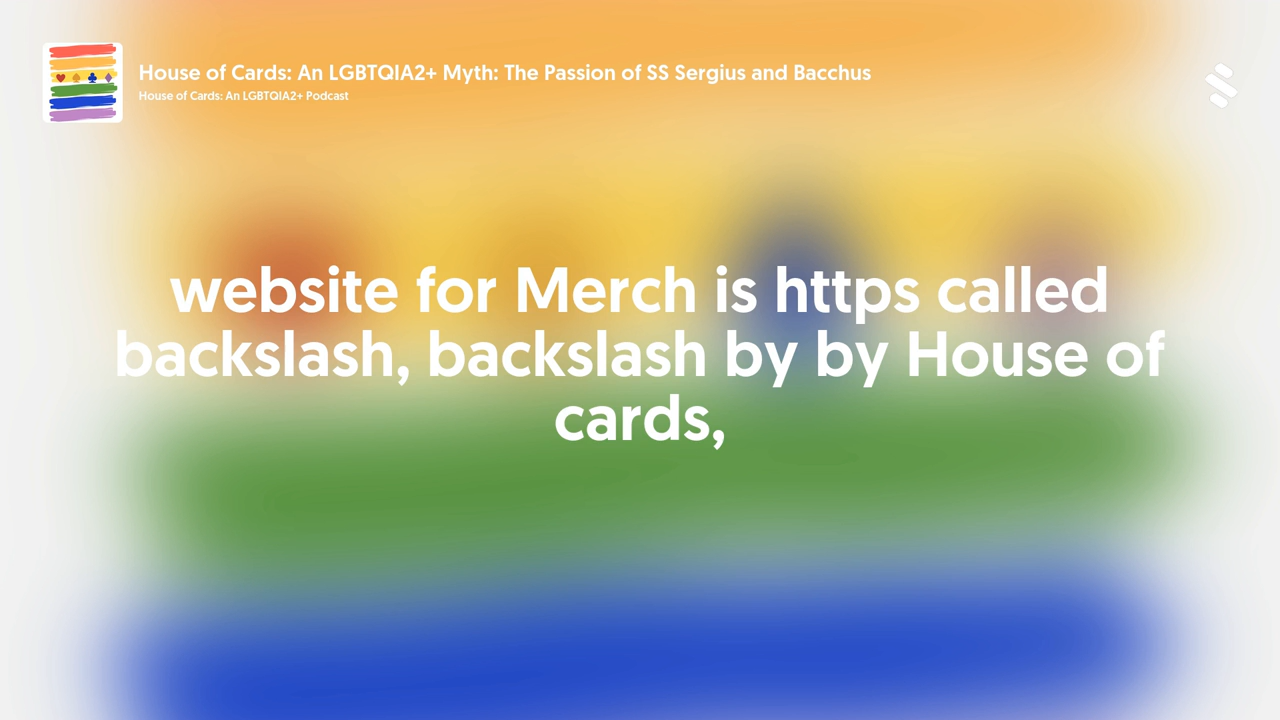 House of Cards: An LGBTQIA2+ Myth: The Passion of SS Sergius and Bacchus
House of Cards: An LGBTQIA2+ Podcast
website for Merch is https called
backslash, backslash by by House of
cards,